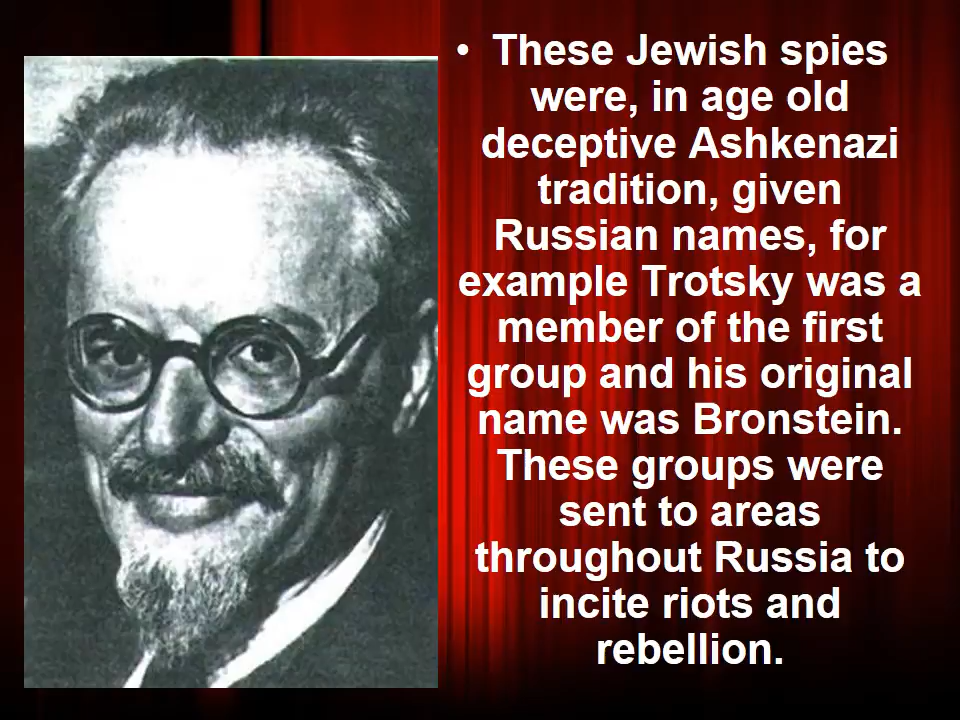 • These Jewish spies
were, in age old
deceptive Ashkenazi
tradition, given
Russian names, for
example Trotsky was a
member of the first
group and his original
name was Bronstein.
These groups were
sent to areas
throughout Russia to
incite riots and
rebellion.